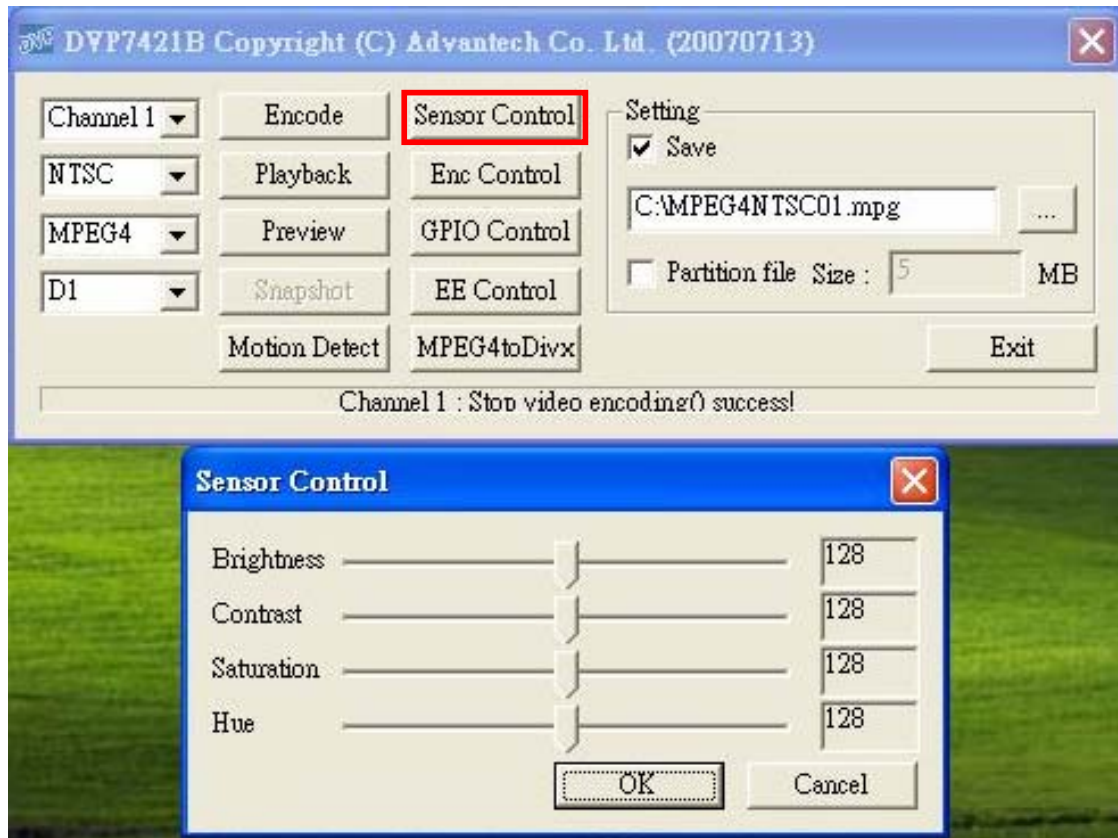 DVP7421B Copyright (C) Advantech Co. Ltd. (20070713)
Channel 1
Encode
Sensor Control
Setting
Save
NTSC
Playback
Enc Control
C:\MPEG4NTSC01.mpg
...
MPEG4
Preview
GPIO Control
Partition file Size : 5 MB
D1
Snapshot
EE Control
Motion Detect
MPEG4toDivx
Exit
Channel 1 : Stop video encoding() success!
Sensor Control
Brightness 128
Contrast 128
Saturation 128
Hue 128
OK
Cancel